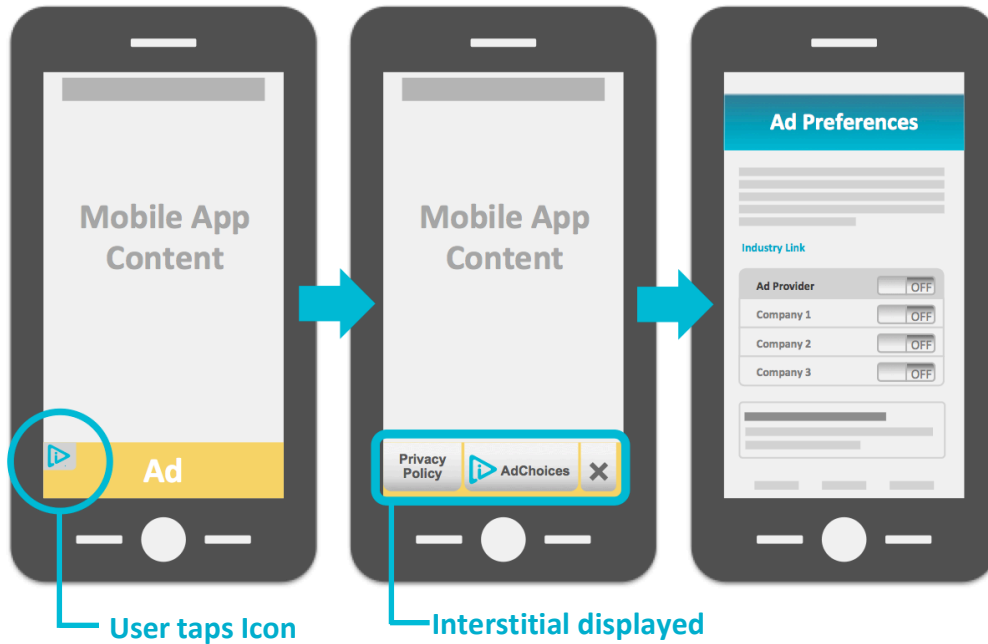 Mobile App
Content
Ad
User taps Icon
Mobile App
Content
Privacy
Policy
i AdChoices
X
Interstitial displayed
Ad Preferences
Industry Link
Ad Provider OFF
Company 1 OFF
Company 2 OFF
Company 3 OFF